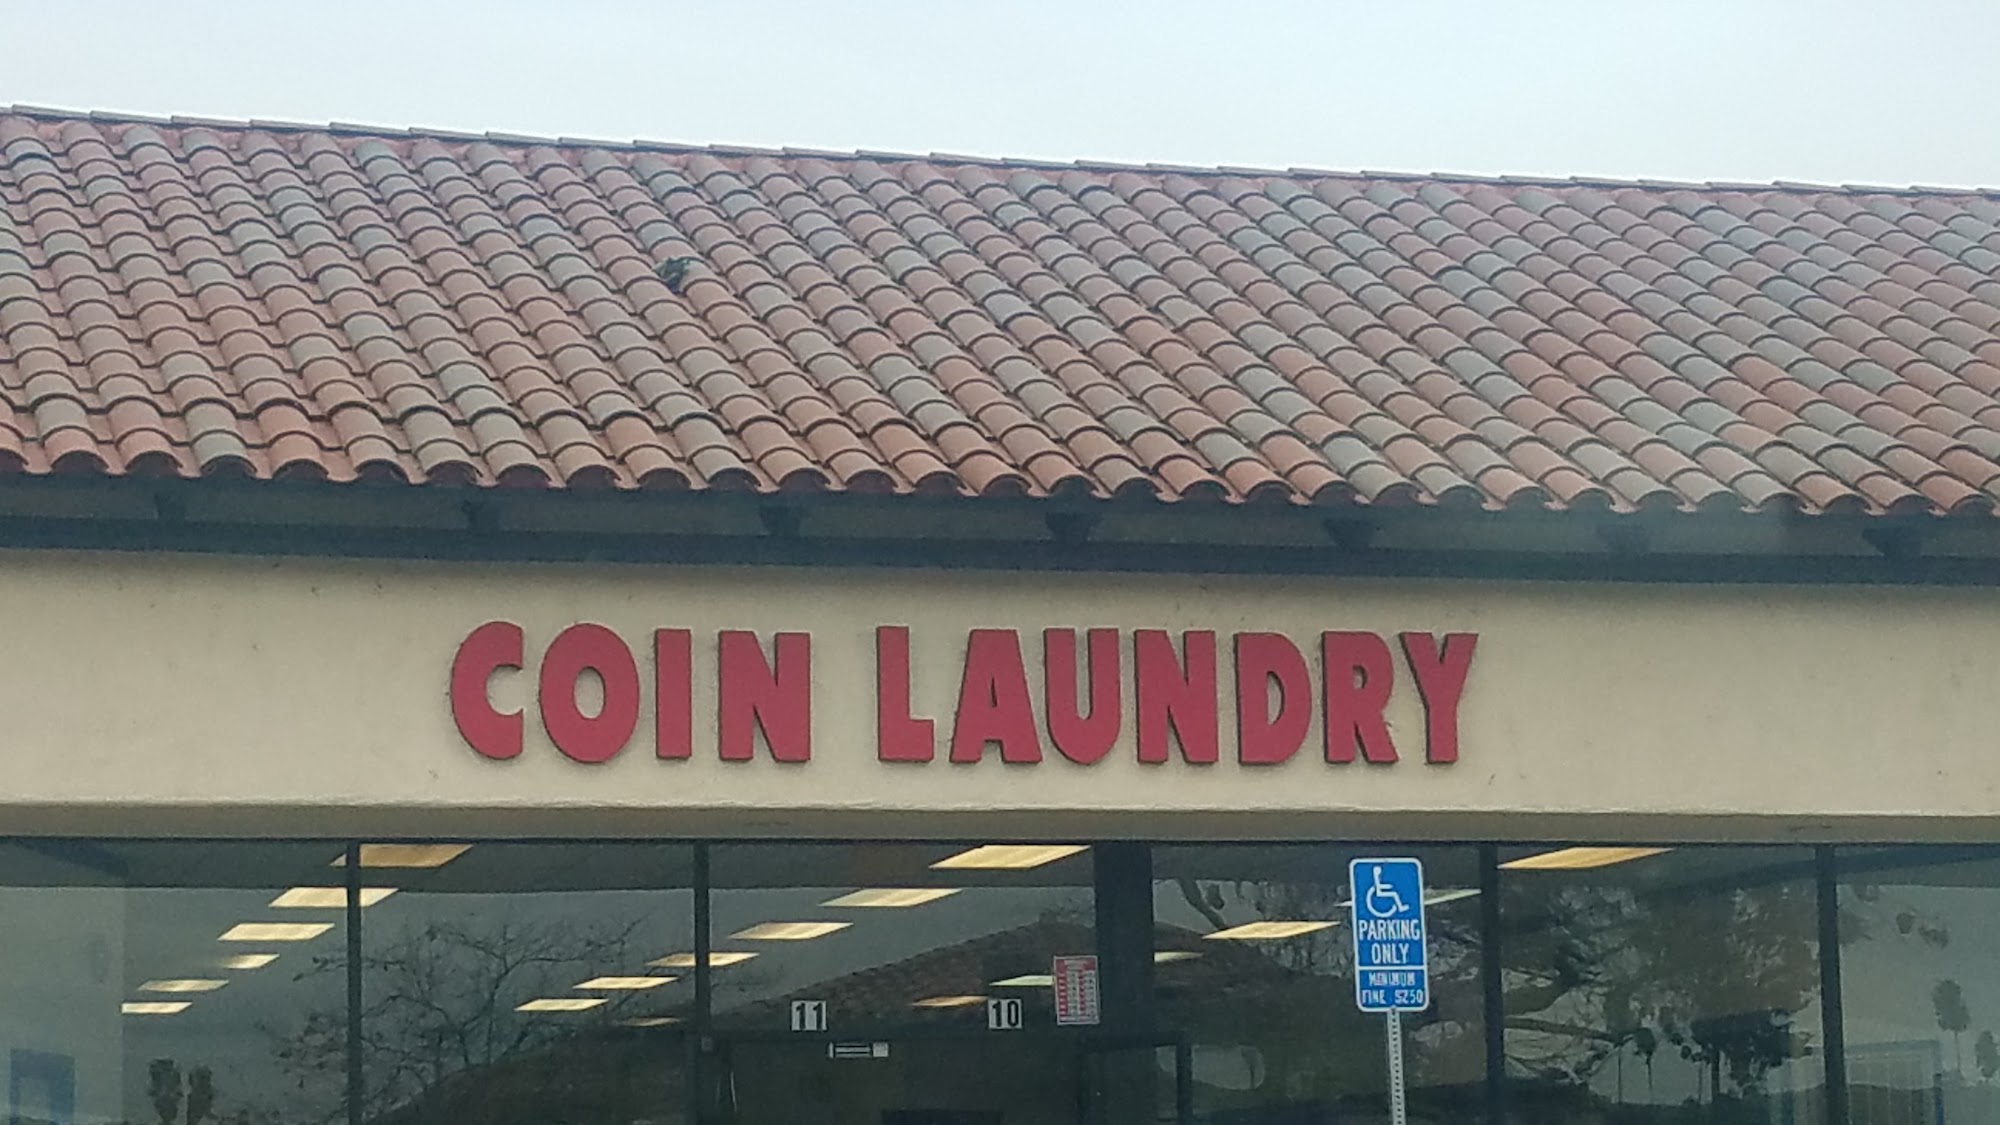 COIN LAUNDRY
PARKING
ONLY
MINIMUM
FINE $250
11
10